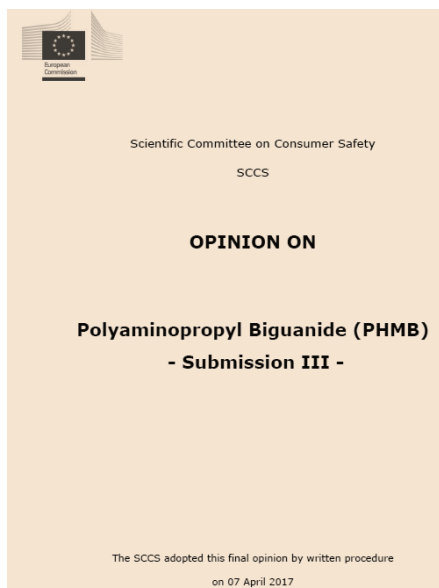 European
Commission
Scientific Committee on Consumer Safety
SCCS
OPINION ON
Polyaminopropyl Biguanide (PHMB)
- Submission III -
The SCCS adopted this final opinion by written procedure
on 07 April 2017